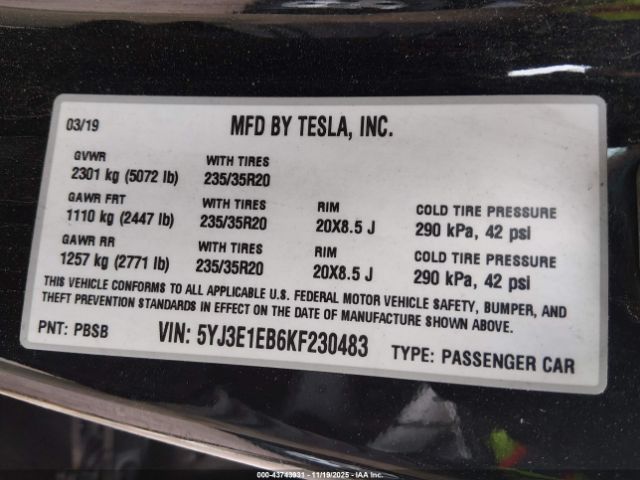 03/19 MFD BY TESLA, INC.
GVWR WITH TIRES
2301 kg (5072 lb) 235/35R20
GAWR FRT WITH TIRES RIM COLD TIRE PRESSURE
1110 kg (2447 lb) 235/35R20 20X8.5 J 290 kPa, 42 psi
GAWR RR WITH TIRES RIM COLD TIRE PRESSURE
1257 kg (2771 lb) 235/35R20 20X8.5 J 290 kPa, 42 psi
THIS VEHICLE CONFORMS TO ALL APPLICABLE U.S. FEDERAL MOTOR VEHICLE SAFETY, BUMPER, AND
THEFT PREVENTION STANDARDS IN EFFECT ON THE DATE OF MANUFACTURE SHOWN ABOVE.
PNT: PBSB VIN: 5YJ3E1EB6KF230483 TYPE: PASSENGER CAR
000-43743931 - 11/19/2025 - IAA, Inc.